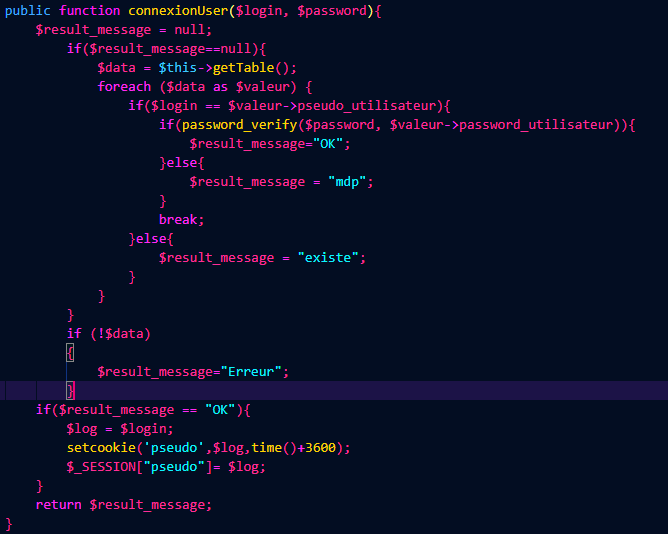 public function connexionUser($login, $password){
    $result_message = null;
        if($result_message==null){
            $data = $this->getTable();
            foreach ($data as $valeur) {
                if($login == $valeur->pseudo_utilisateur){
                    if(password_verify($password, $valeur->password_utilisateur)){
                        $result_message="OK";
                    }else{
                        $result_message = "mdp";
                    }
                    break;
                }else{
                    $result_message = "existe";
                }
            }
        }
        if (!$data)
        {
            $result_message="Erreur";
        }
    if($result_message == "OK"){
        $log = $login;
        setcookie('pseudo',$log,time()+3600);
        $_SESSION["pseudo"]= $log;
    }
    return $result_message;
}